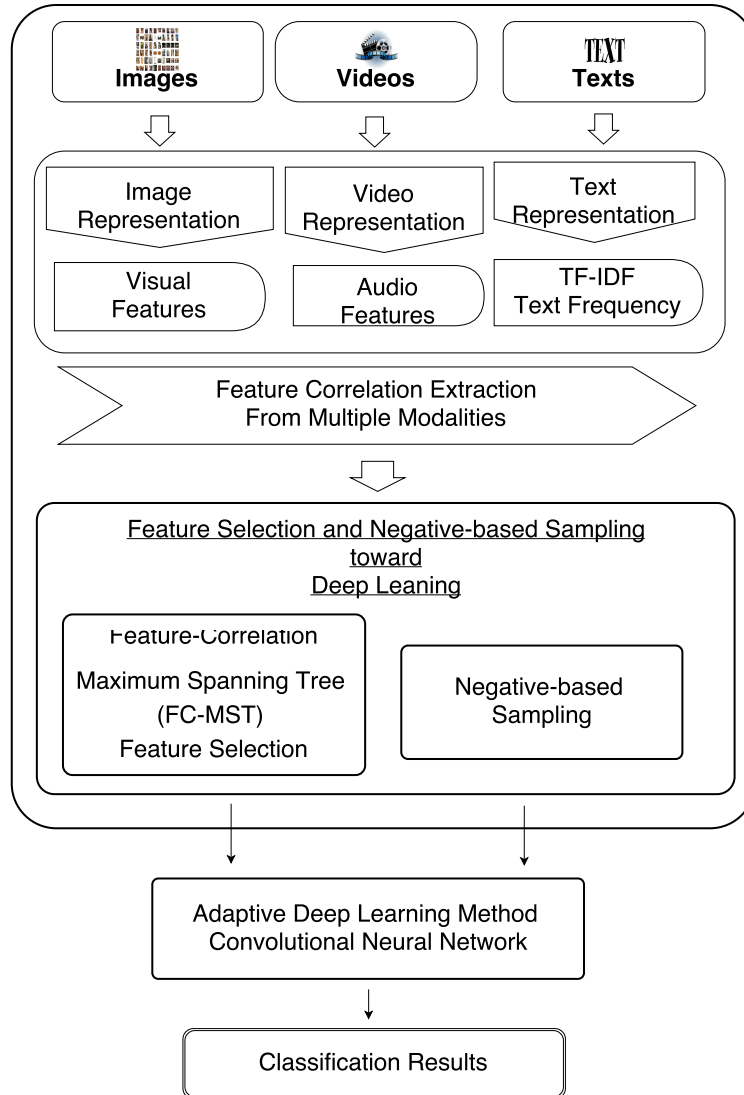 Images
Videos
TEXT
Texts
Image
Representation
Video
Representation
Text
Representation
Visual
Features
Audio
Features
TF-IDF
Text Frequency
Feature Correlation Extraction
From Multiple Modalities
Feature Selection and Negative-based Sampling
toward
Deep Leaning
Feature-Correlation
Maximum Spanning Tree
(FC-MST)
Feature Selection
Negative-based
Sampling
Adaptive Deep Learning Method
Convolutional Neural Network
Classification Results